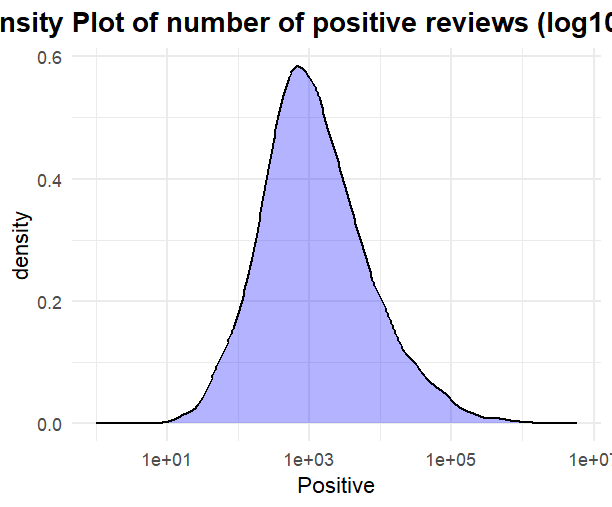 nsity Plot of number of positive reviews (log10
0.6
0.4
0.2
0.0
density
1e+01
1e+03
1e+05
1e+07
Positive